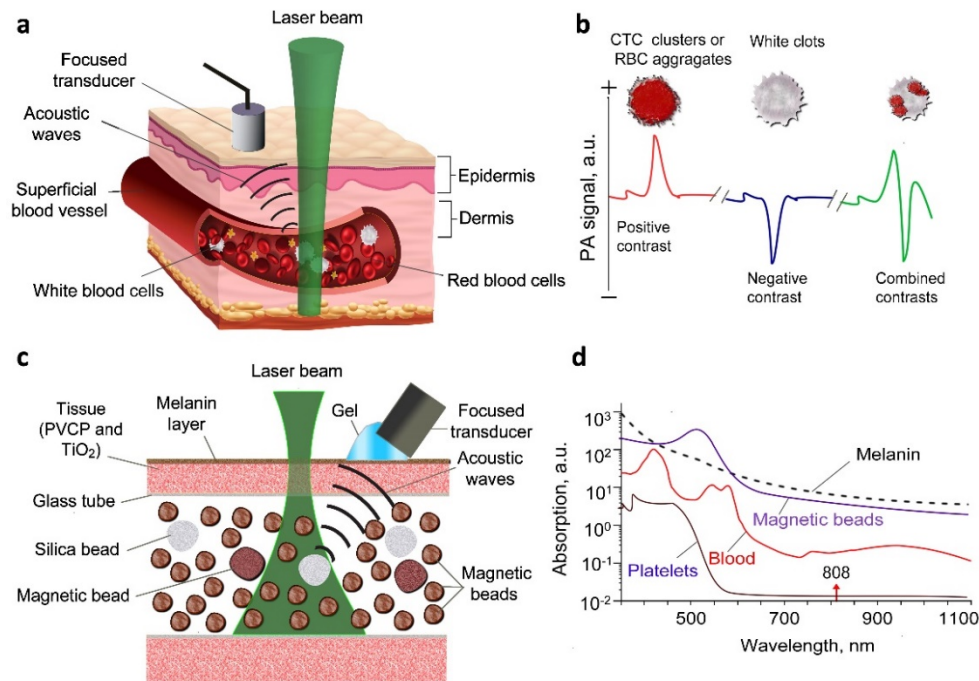 a
Laser beam
Focused
transducer
Acoustic
waves
Superficial
blood vessel
White blood cells
Epidermis
Dermis
Red blood cells
b
CTC clusters or
RBC aggragates
White clots
PA signal, a.u.
+
−
Positive
contrast
Negative
contrast
Combined
contrasts
c
Laser beam
Tissue
(PVCP and
TiO2)
Melanin
layer
Gel
Focused
transducer
Acoustic
waves
Glass tube
Silica bead
Magnetic bead
Magnetic
beads
d
Absorption, a.u.
10³
10²
10¹
10⁰
10⁻¹
10⁻²
Melanin
Magnetic beads
Blood
Platelets
808
500
700
900
1100
Wavelength, nm